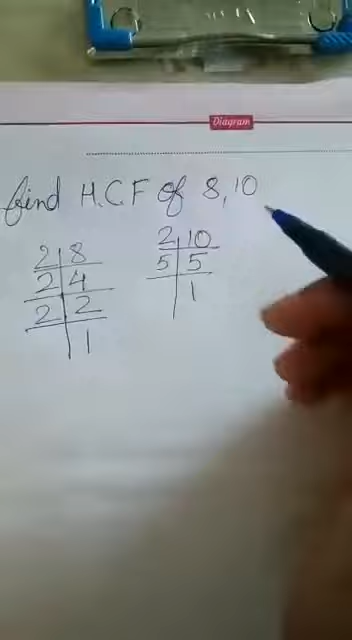 Diagram
find H.C.F of 8, 10
2 | 8
2 | 4
2 | 2
| 1
2 | 10
5 | 5
| 1